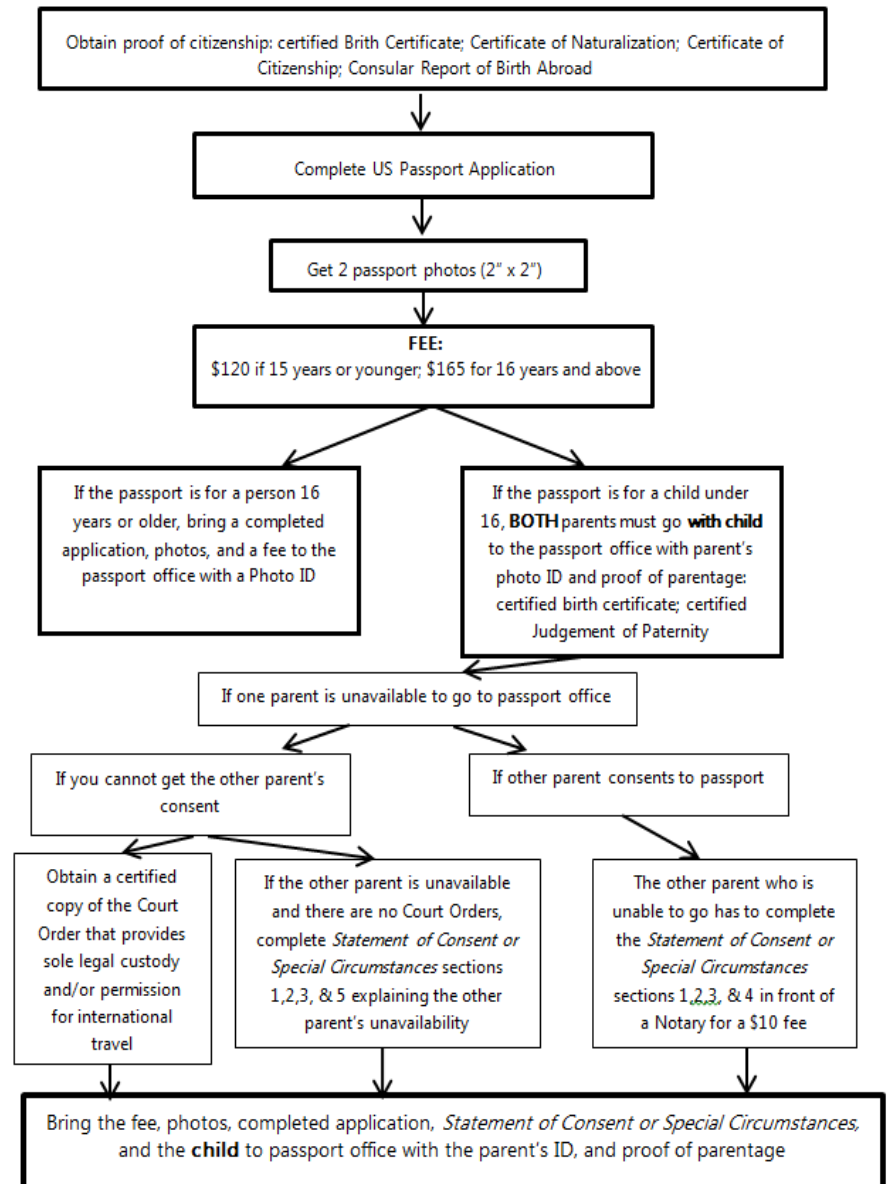 Obtain proof of citizenship: certified Brith Certificate; Certificate of Naturalization; Certificate of
Citizenship; Consular Report of Birth Abroad
Complete US Passport Application
Get 2 passport photos (2" x 2")
FEE:
$120 if 15 years or younger; $165 for 16 years and above
If the passport is for a person 16
years or older, bring a completed
application, photos, and a fee to the
passport office with a Photo ID
If the passport is for a child under
16, BOTH parents must go with child
to the passport office with parent's
photo ID and proof of parentage:
certified birth certificate; certified
Judgement of Paternity
If one parent is unavailable to go to passport office
If you cannot get the other parent's
consent
If other parent consents to passport
Obtain a certified
copy of the Court
Order that provides
sole legal custody
and/or permission
for international
travel
If the other parent is unavailable
and there are no Court Orders,
complete Statement of Consent or
Special Circumstances sections
1,2,3, & 5 explaining the other
parent's unavailability
The other parent who is
unable to go has to complete
the Statement of Consent or
Special Circumstances
sections 1,2,3, & 4 in front of
a Notary for a $10 fee
Bring the fee, photos, completed application, Statement of Consent or Special Circumstances,
and the child to passport office with the parent's ID, and proof of parentage